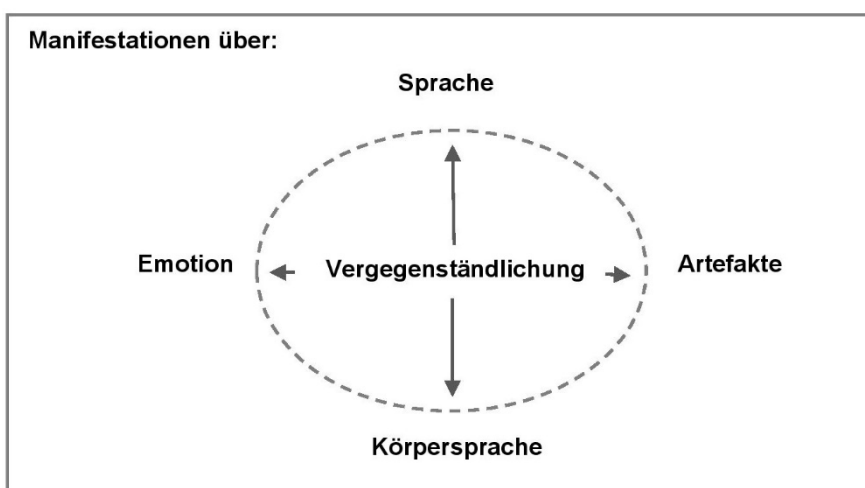 Manifestationen über:
Sprache
Emotion
Vergegenständlichung
Artefakte
Körpersprache